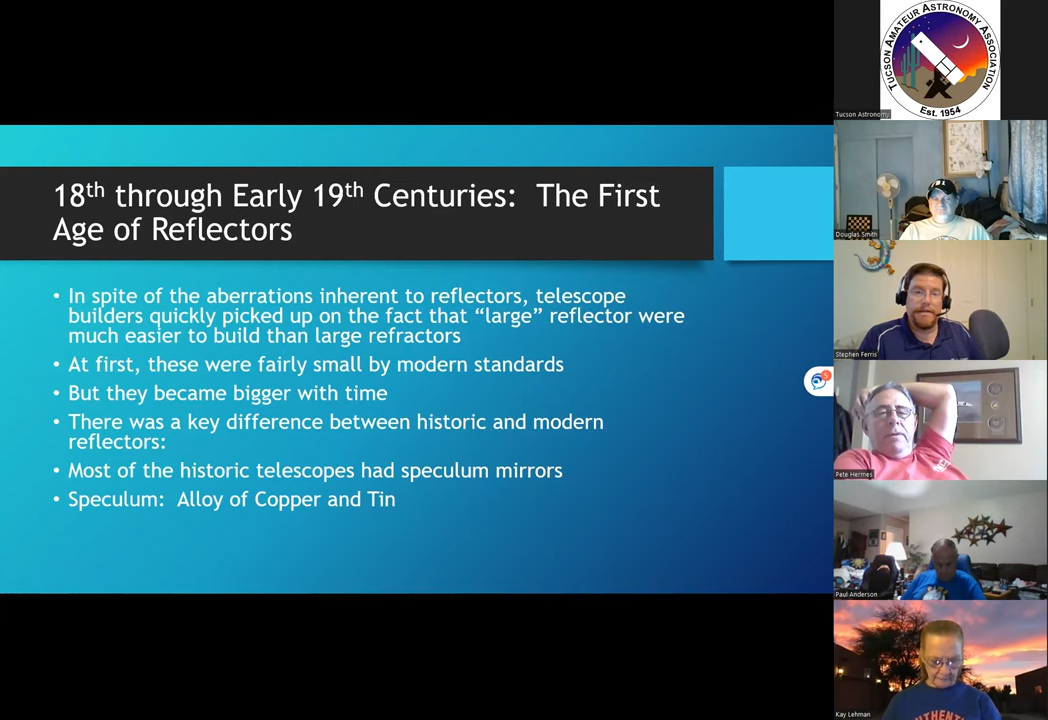 18th through Early 19th Centuries: The First
Age of Reflectors
• In spite of the aberrations inherent to reflectors, telescope
builders quickly picked up on the fact that “large” reflector were
much easier to build than large refractors
• At first, these were fairly small by modern standards
• But they became bigger with time
• There was a key difference between historic and modern
reflectors:
• Most of the historic telescopes had speculum mirrors
• Speculum: Alloy of Copper and Tin
TUCSON AMATEUR ASTRONOMY ASSOCIATION
Est. 1954
Tucson Astronomy
Douglas Smith
Stephen Ferris
Pete Hermes
Paul Anderson
Kay Lehman
AUTHENTIC